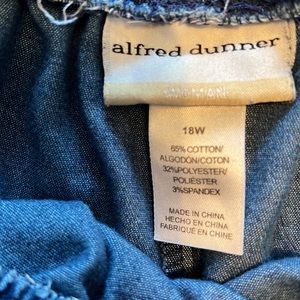 alfred dunner
WOMAN
18W
65% COTTON/
ALGODÓN/COTON
32%POLYESTER/
POLIÉSTER
3%SPANDEX
MADE IN CHINA
HECHO EN CHINA
FABRIQUÉ EN CHINE